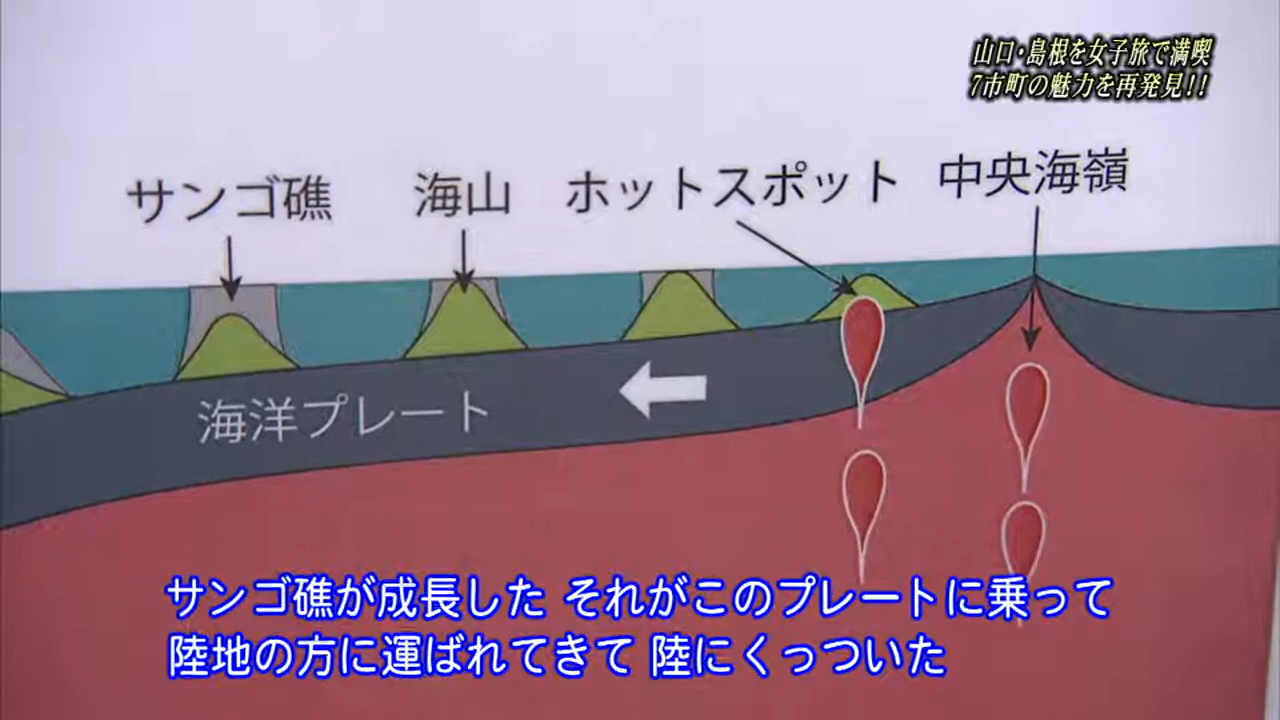 山口・島根を女子旅で満喫
7市町の魅力を再発見!!
サンゴ礁
海山
ホットスポット
中央海嶺
海洋プレート
サンゴ礁が成長した それがこのプレートに乗って
陸地の方に運ばれてきて 陸にくっついた